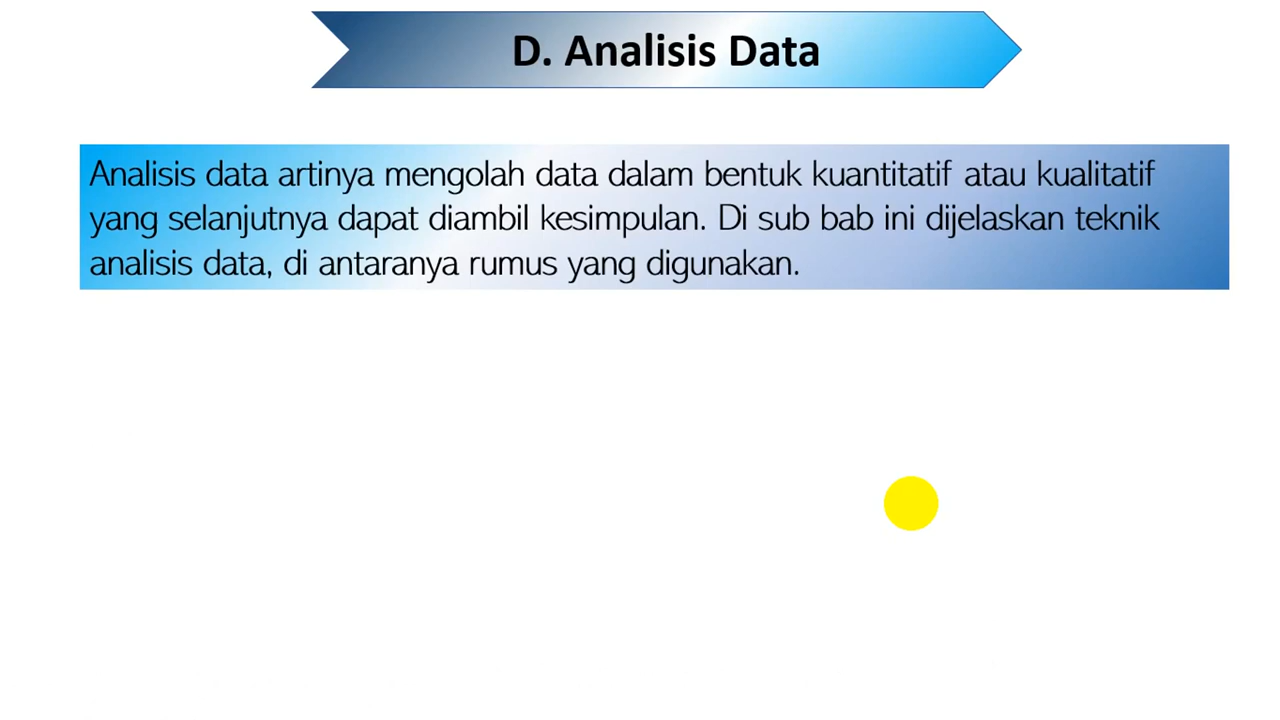 D. Analisis Data
Analisis data artinya mengolah data dalam bentuk kuantitatif atau kualitatif
yang selanjutnya dapat diambil kesimpulan. Di sub bab ini dijelaskan teknik
analisis data, di antaranya rumus yang digunakan.